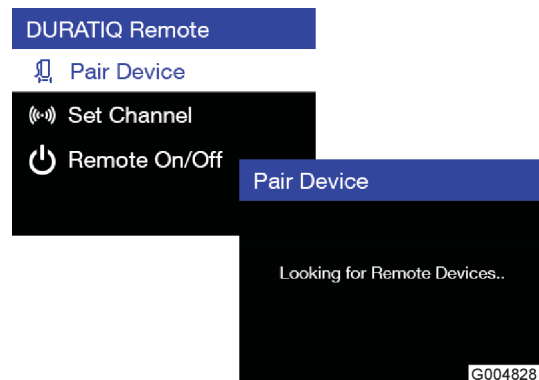 DURATIQ Remote
Pair Device
Set Channel
Remote On/Off
Pair Device
Looking for Remote Devices..
G004828